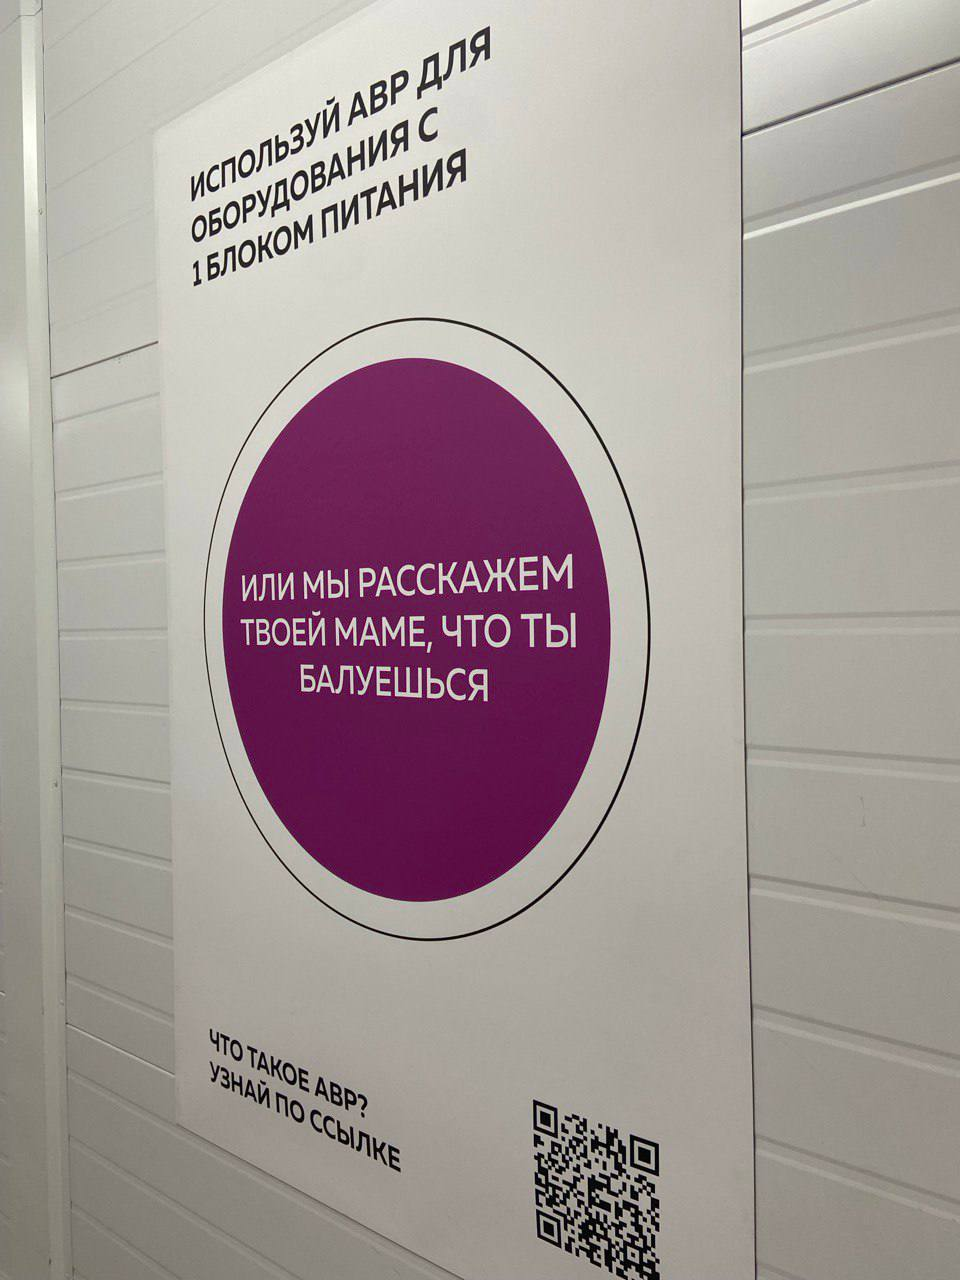 ИСПОЛЬЗУЙ АВР ДЛЯ
ОБОРУДОВАНИЯ С
1 БЛОКОМ ПИТАНИЯ
ИЛИ МЫ РАССКАЖЕМ
ТВОЕЙ МАМЕ, ЧТО ТЫ
БАЛУЕШЬСЯ
ЧТО ТАКОЕ АВР?
УЗНАЙ ПО ССЫЛКЕ